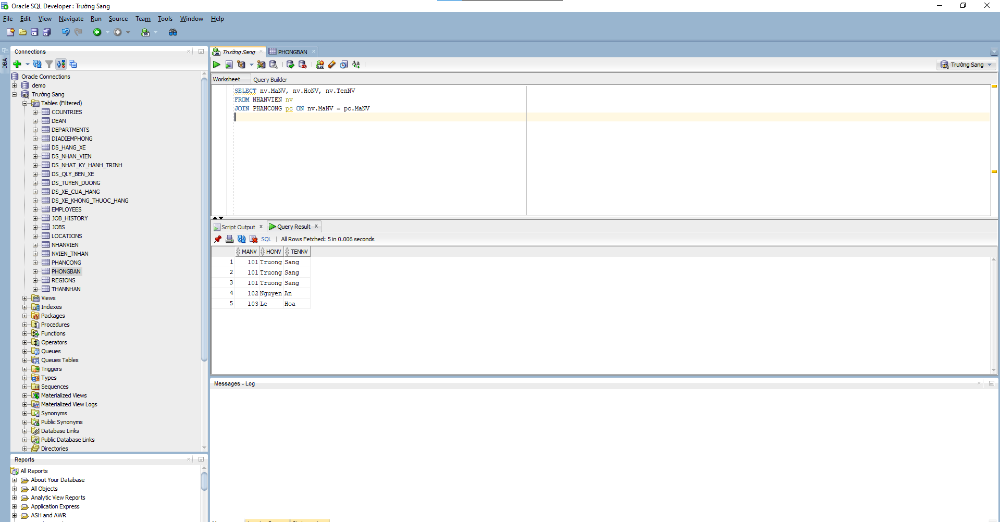 Oracle SQL Developer : Trường Sang
File Edit View Navigate Run Source Team Tools Window Help
DBA
Connections
Oracle Connections
demo
Trường Sang
Tables (Filtered)
COUNTRIES
DEAN
DEPARTMENTS
DIADIEMPHONG
DS_HANG_XE
DS_NHAN_VIEN
DS_NHAT_KY_HANH_TRINH
DS_QLY_BEN_XE
DS_TUYEN_DUONG
DS_XE_CUA_HANG
DS_XE_KHONG_THUOC_HANG
EMPLOYEES
JOB_HISTORY
JOBS
LOCATIONS
NHANVIEN
NVIEN_TNHAN
PHANCONG
PHONGBAN
REGIONS
THANNHAN
Views
Indexes
Packages
Procedures
Functions
Operators
Queues
Queues Tables
Triggers
Types
Sequences
Materialized Views
Materialized View Logs
Synonyms
Public Synonyms
Database Links
Public Database Links
Directories
Reports
All Reports
About Your Database
All Objects
Analytic View Reports
Application Express
ASH and AWR
Trường Sang PHONGBAN
Trường Sang
Worksheet Query Builder
SELECT nv.MaNV, nv.HoNV, nv.TenNV
FROM NHANVIEN nv
JOIN PHANCONG pc ON nv.MaNV = pc.MaNV
Script Output x Query Result x
SQL | All Rows Fetched: 5 in 0.006 seconds
MANV HONV TENNV
1 101 Truong Sang
2 101 Truong Sang
3 101 Truong Sang
4 102 Nguyen An
5 103 Le Hoa
Messages - Log